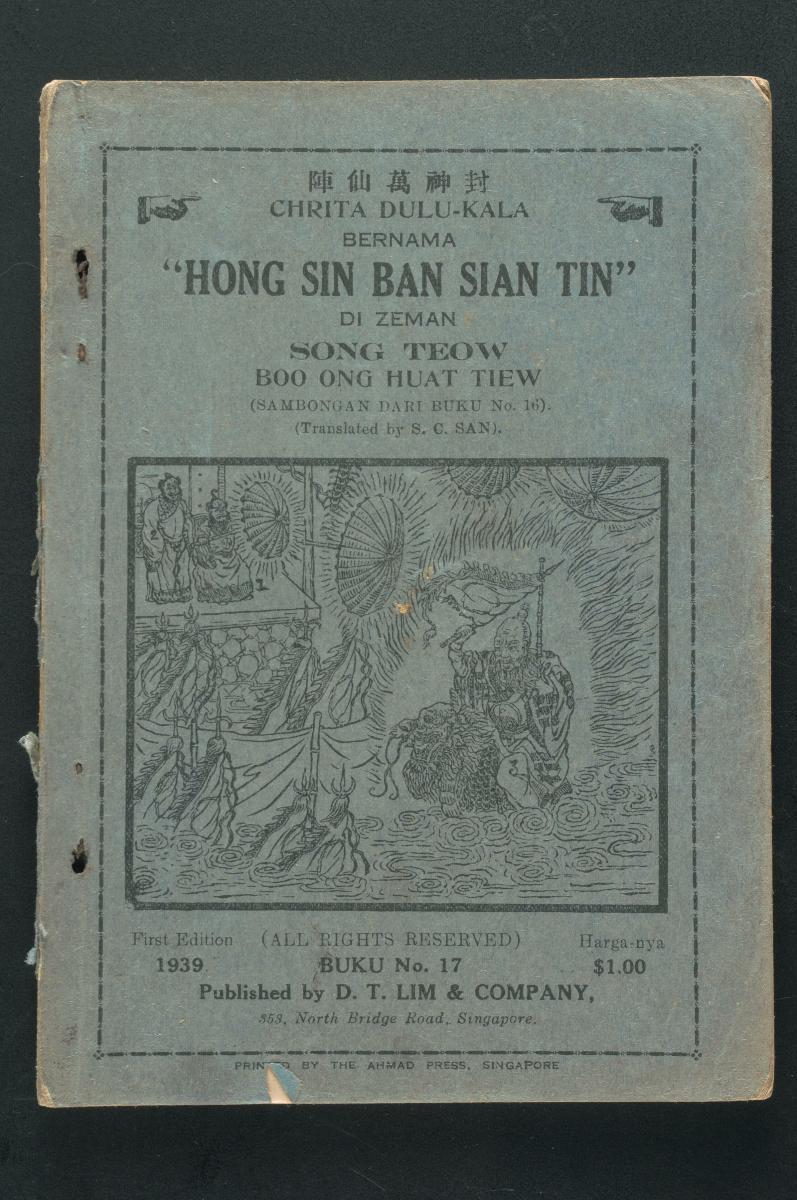 封神萬仙陣
CHRITA DULU-KALA
BERNAMA
“HONG SIN BAN SIAN TIN”
DI ZEMAN
SONG TEOW
BOO ONG HUAT TIEW
(SAMBONGAN DARI BUKU No. 16).
(Translated by S. C. SAN).
First Edition (ALL RIGHTS RESERVED) Harga-nya
1939 BUKU No. 17 $1.00
Published by D. T. LIM & COMPANY,
353, North Bridge Road, Singapore.
PRINTED BY THE AHMAD PRESS, SINGAPORE